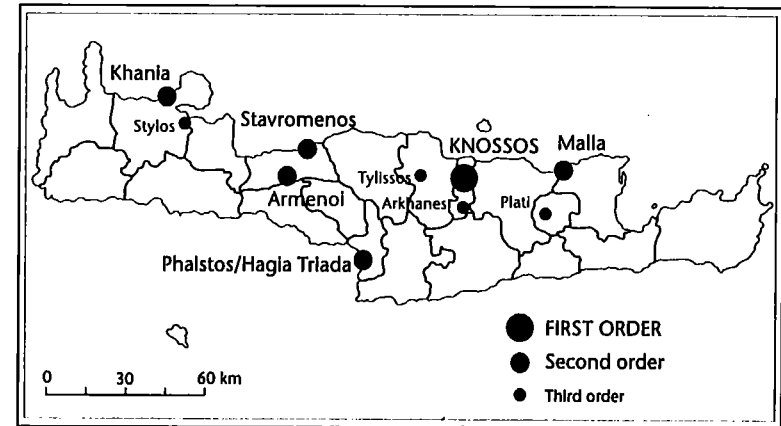 Khania
Stylos
Stavromenos
KNOSSOS
Malla
Tylissos
Armenoi
Arkhanes
Plati
Phalstos/Hagia Triada
FIRST ORDER
Second order
Third order
0 30 60 km